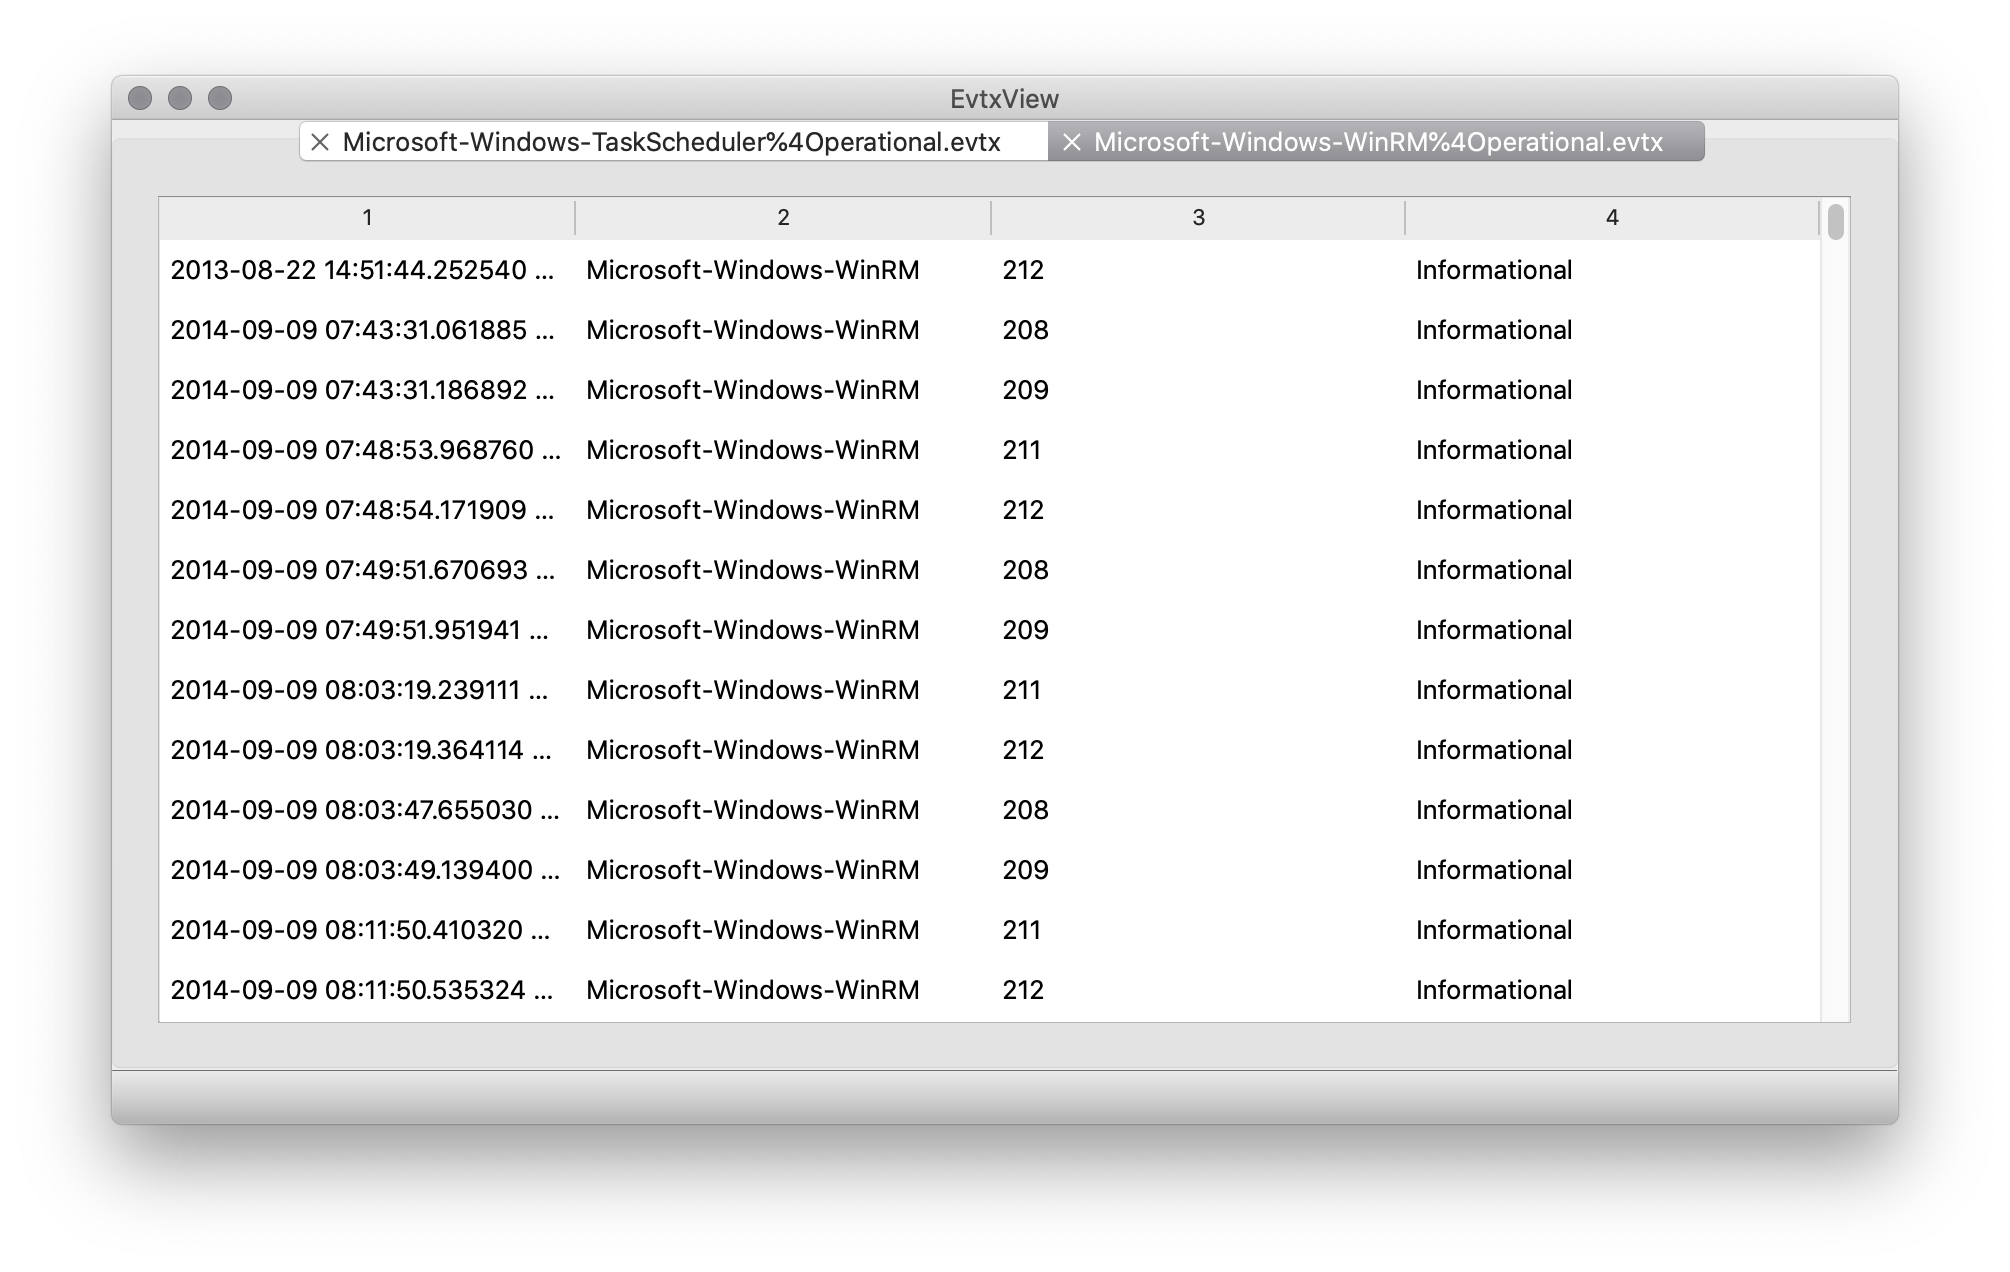 EvtxView
Microsoft-Windows-TaskScheduler%4Operational.evtx Microsoft-Windows-WinRM%4Operational.evtx
1 2 3 4
2013-08-22 14:51:44.252540 ... Microsoft-Windows-WinRM 212 Informational
2014-09-09 07:43:31.061885 ... Microsoft-Windows-WinRM 208 Informational
2014-09-09 07:43:31.186892 ... Microsoft-Windows-WinRM 209 Informational
2014-09-09 07:48:53.968760 ... Microsoft-Windows-WinRM 211 Informational
2014-09-09 07:48:54.171909 ... Microsoft-Windows-WinRM 212 Informational
2014-09-09 07:49:51.670693 ... Microsoft-Windows-WinRM 208 Informational
2014-09-09 07:49:51.951941 ... Microsoft-Windows-WinRM 209 Informational
2014-09-09 08:03:19.239111 ... Microsoft-Windows-WinRM 211 Informational
2014-09-09 08:03:19.364114 ... Microsoft-Windows-WinRM 212 Informational
2014-09-09 08:03:47.655030 ... Microsoft-Windows-WinRM 208 Informational
2014-09-09 08:03:49.139400 ... Microsoft-Windows-WinRM 209 Informational
2014-09-09 08:11:50.410320 ... Microsoft-Windows-WinRM 211 Informational
2014-09-09 08:11:50.535324 ... Microsoft-Windows-WinRM 212 Informational